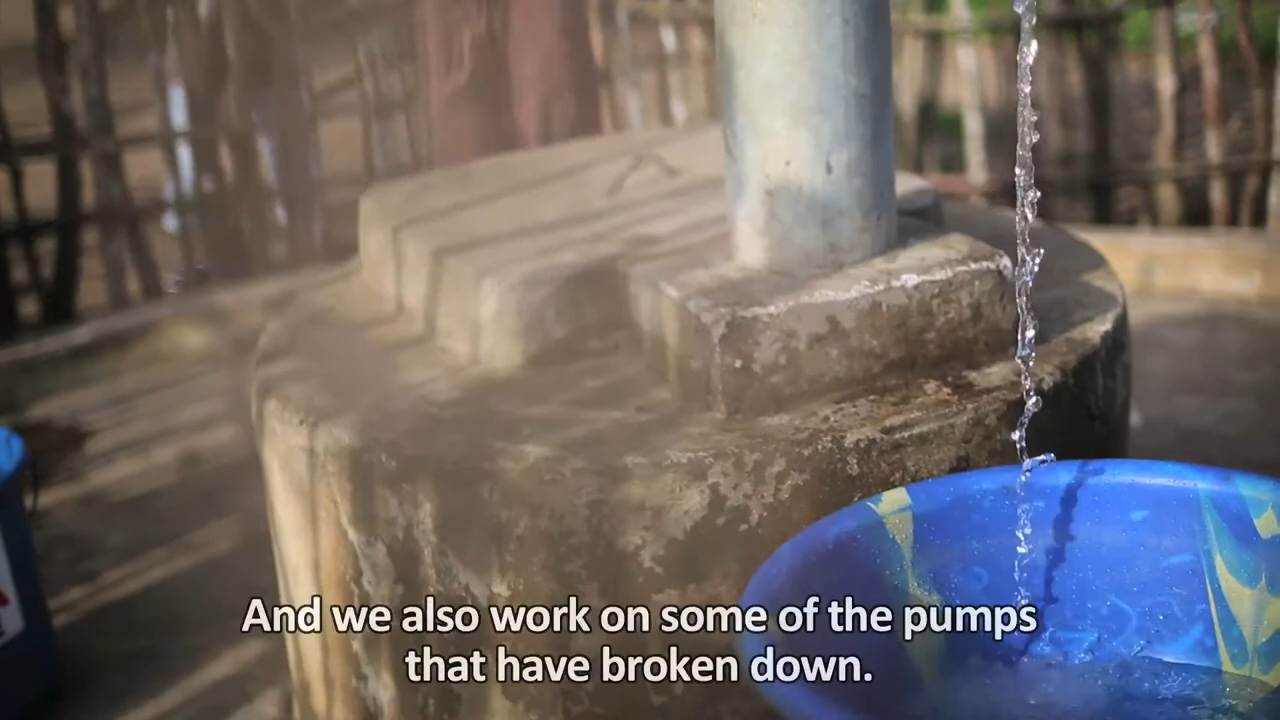 And we also work on some of the pumps
that have broken down.